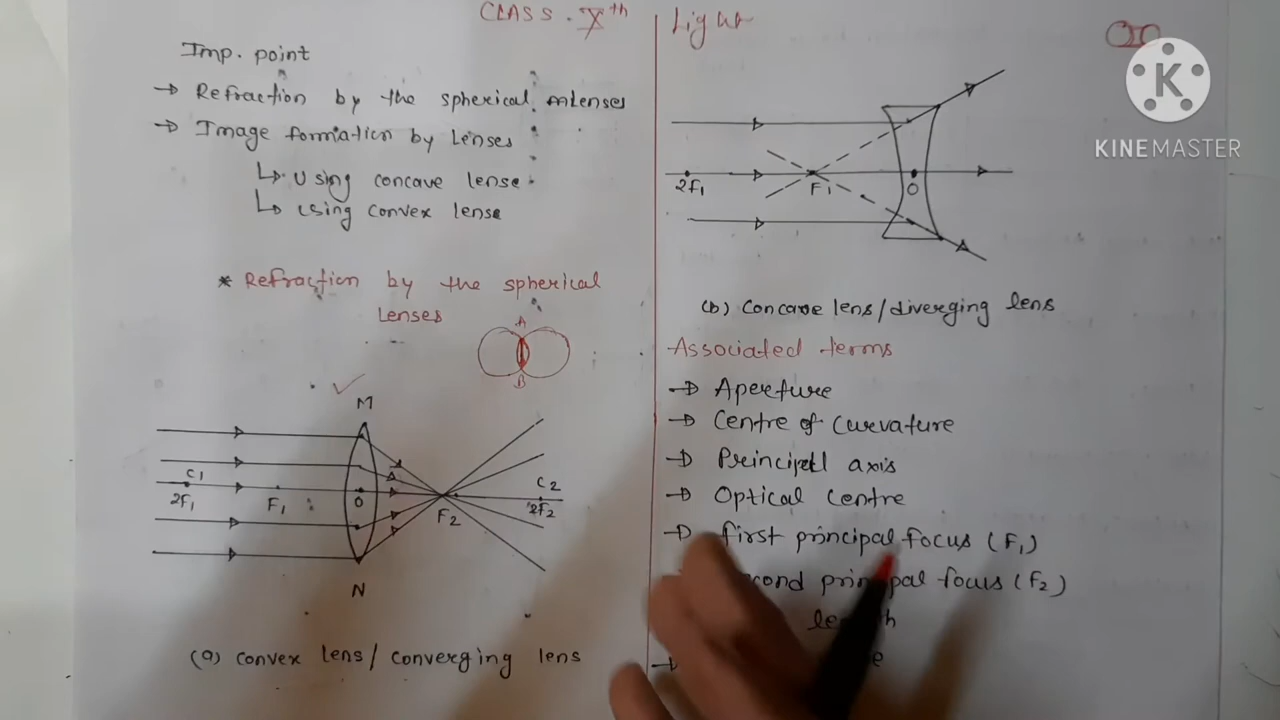 CLASS. Xth
Light
Imp. point
→ Refraction by the spherical lenses
→ Image formation by Lenses
↳ Using concave lense
↳ using convex lense
* Refraction by the spherical
Lenses
A
B
M
C1
2F1
F1
O
F2
C2
2F2
N
(a) convex lens/converging lens
K
KINEMASTER
2F1
F1
O
(b) Concave lens/diverging lens
Associated terms
→ Aperture
→ Centre of Curvature
→ Principal axis
→ Optical Centre
→ first principal focus (F1)
principal focus (F2)